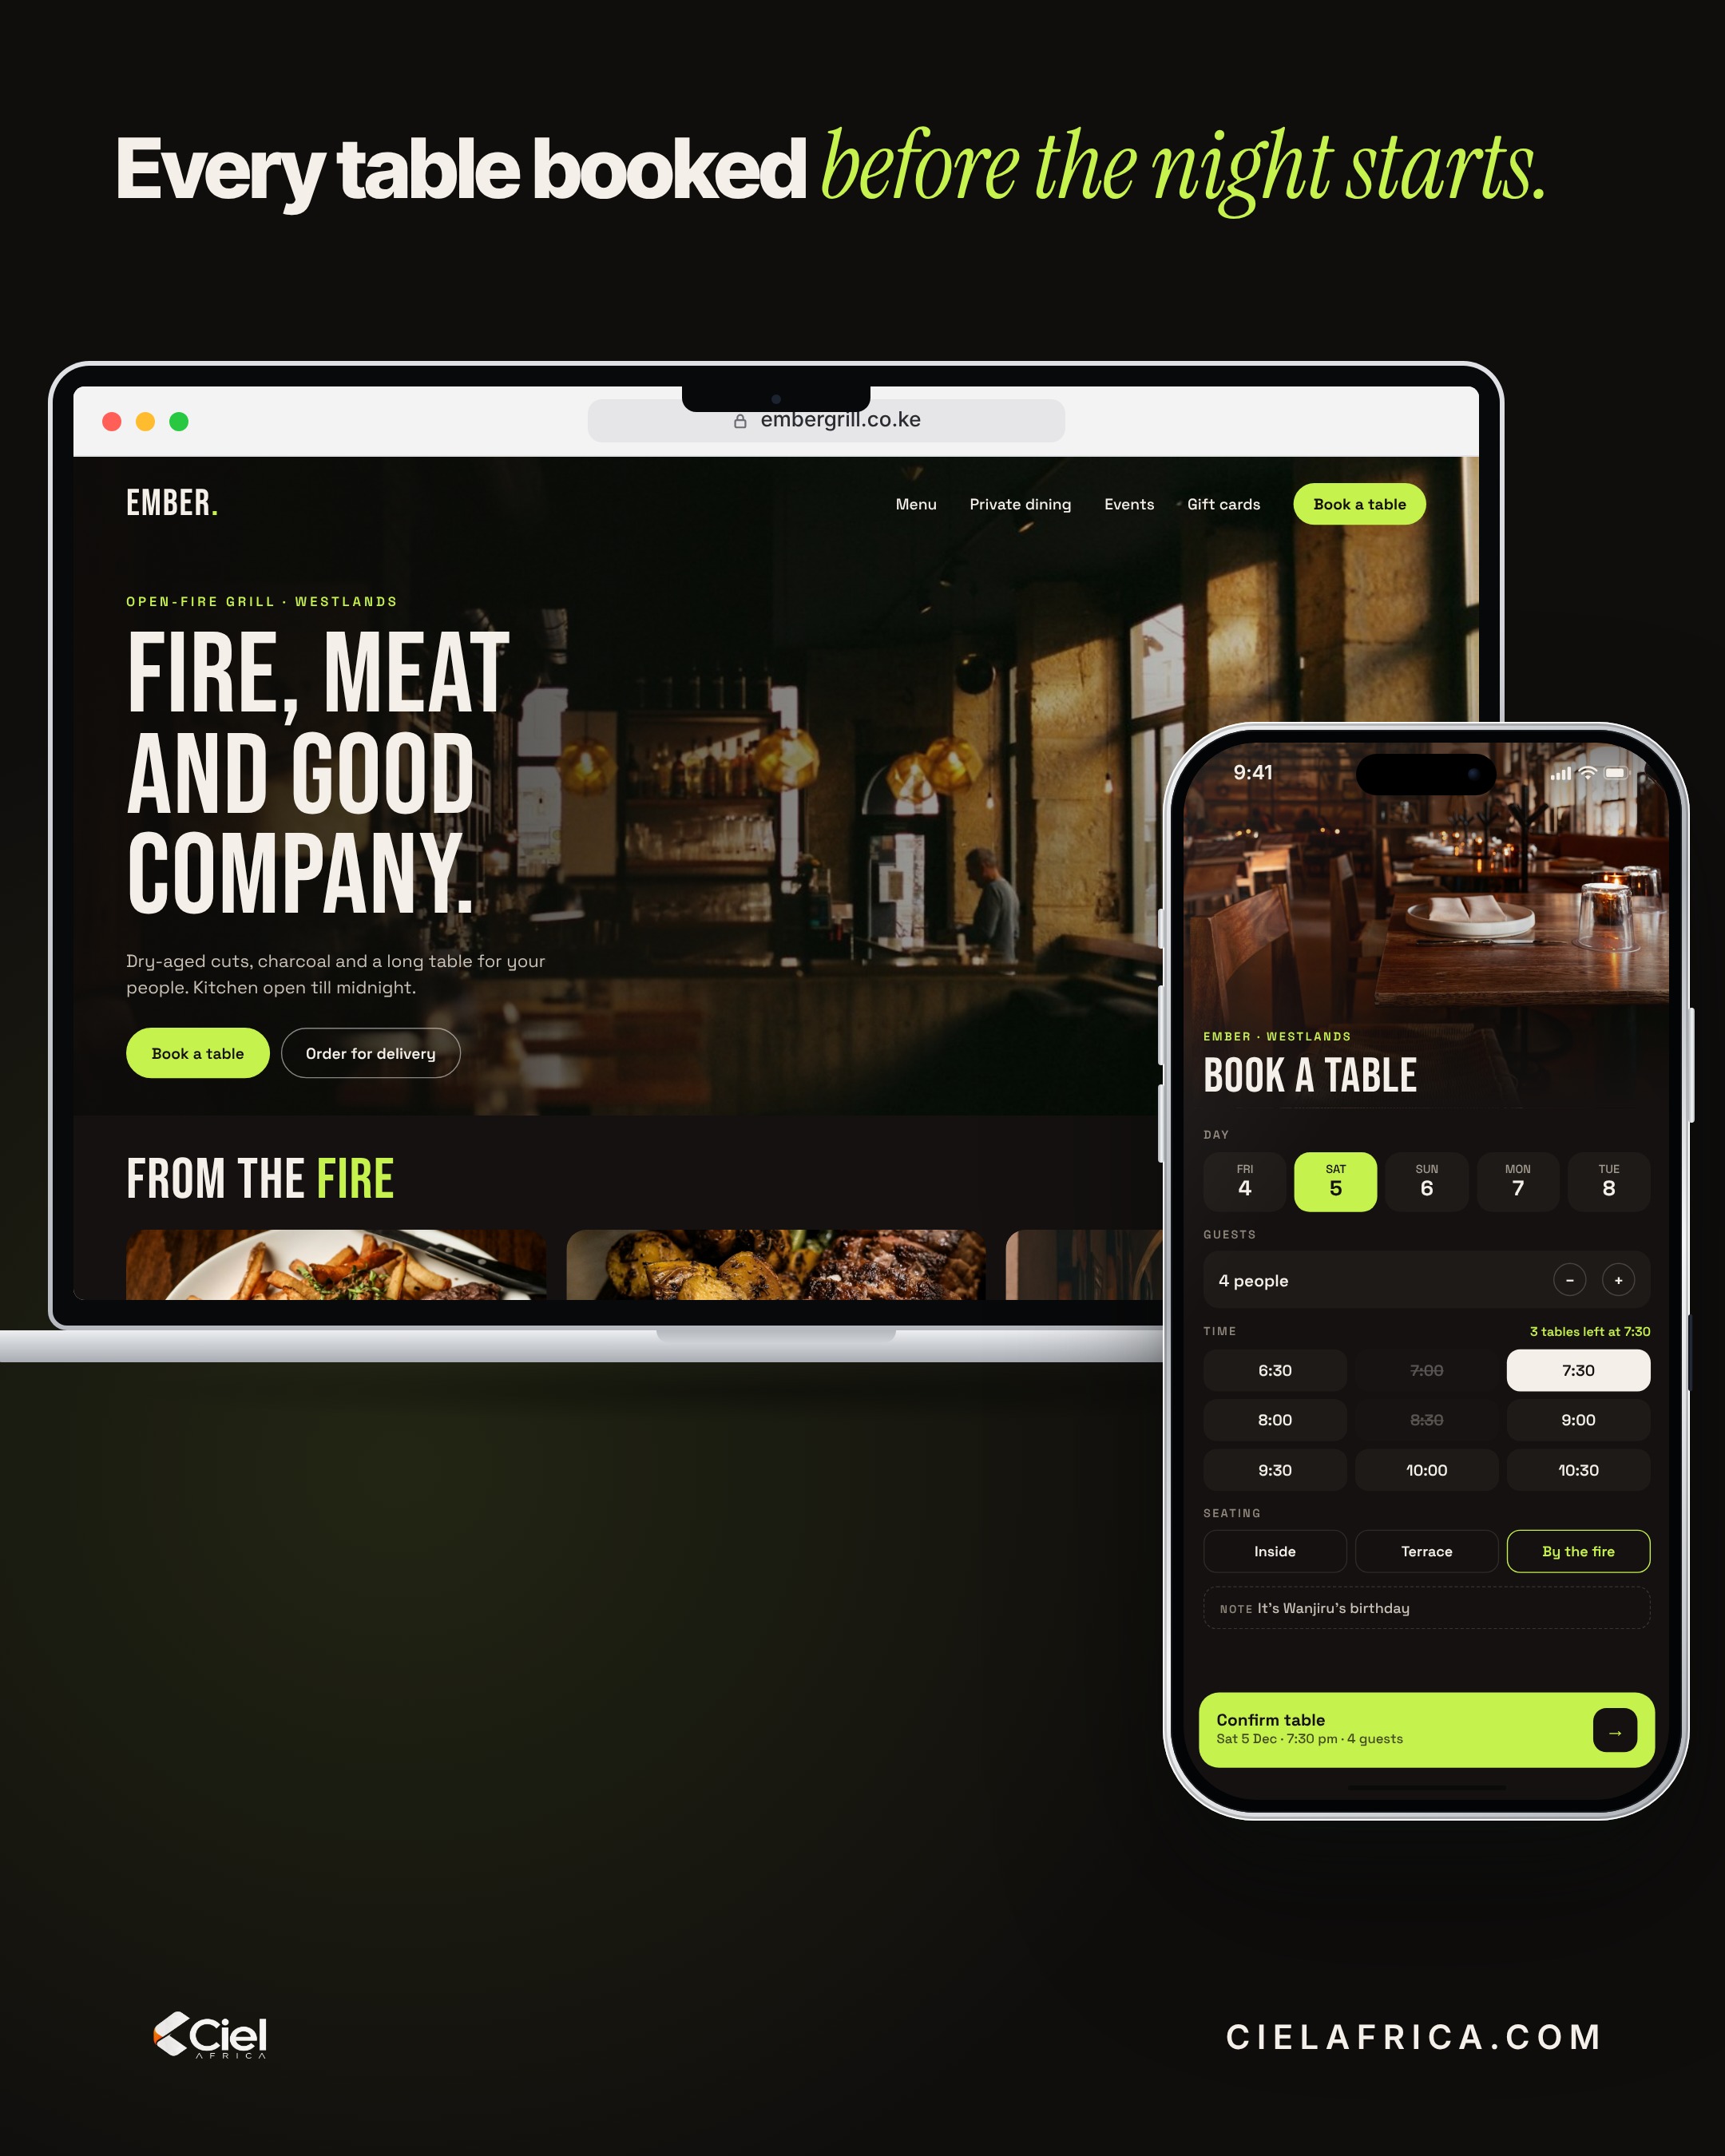 Every table booked before the night starts.
embergrill.co.ke
EMBER.
Menu Private dining Events Gift cards Book a table
OPEN-FIRE GRILL · WESTLANDS
FIRE, MEAT
AND GOOD
COMPANY.
Dry-aged cuts, charcoal and a long table for your
people. Kitchen open till midnight.
Book a table Order for delivery
FROM THE FIRE
9:41
EMBER · WESTLANDS
BOOK A TABLE
DAY
FRI SAT SUN MON TUE
4 5 6 7 8
GUESTS
4 people − +
TIME 3 tables left at 7:30
6:30 7:00 7:30
8:00 8:30 9:00
9:30 10:00 10:30
SEATING
Inside Terrace By the fire
NOTE It's Wanjiru's birthday
Confirm table
Sat 5 Dec · 7:30 pm · 4 guests
→
Ciel
AFRICA
CIELAFRICA.COM